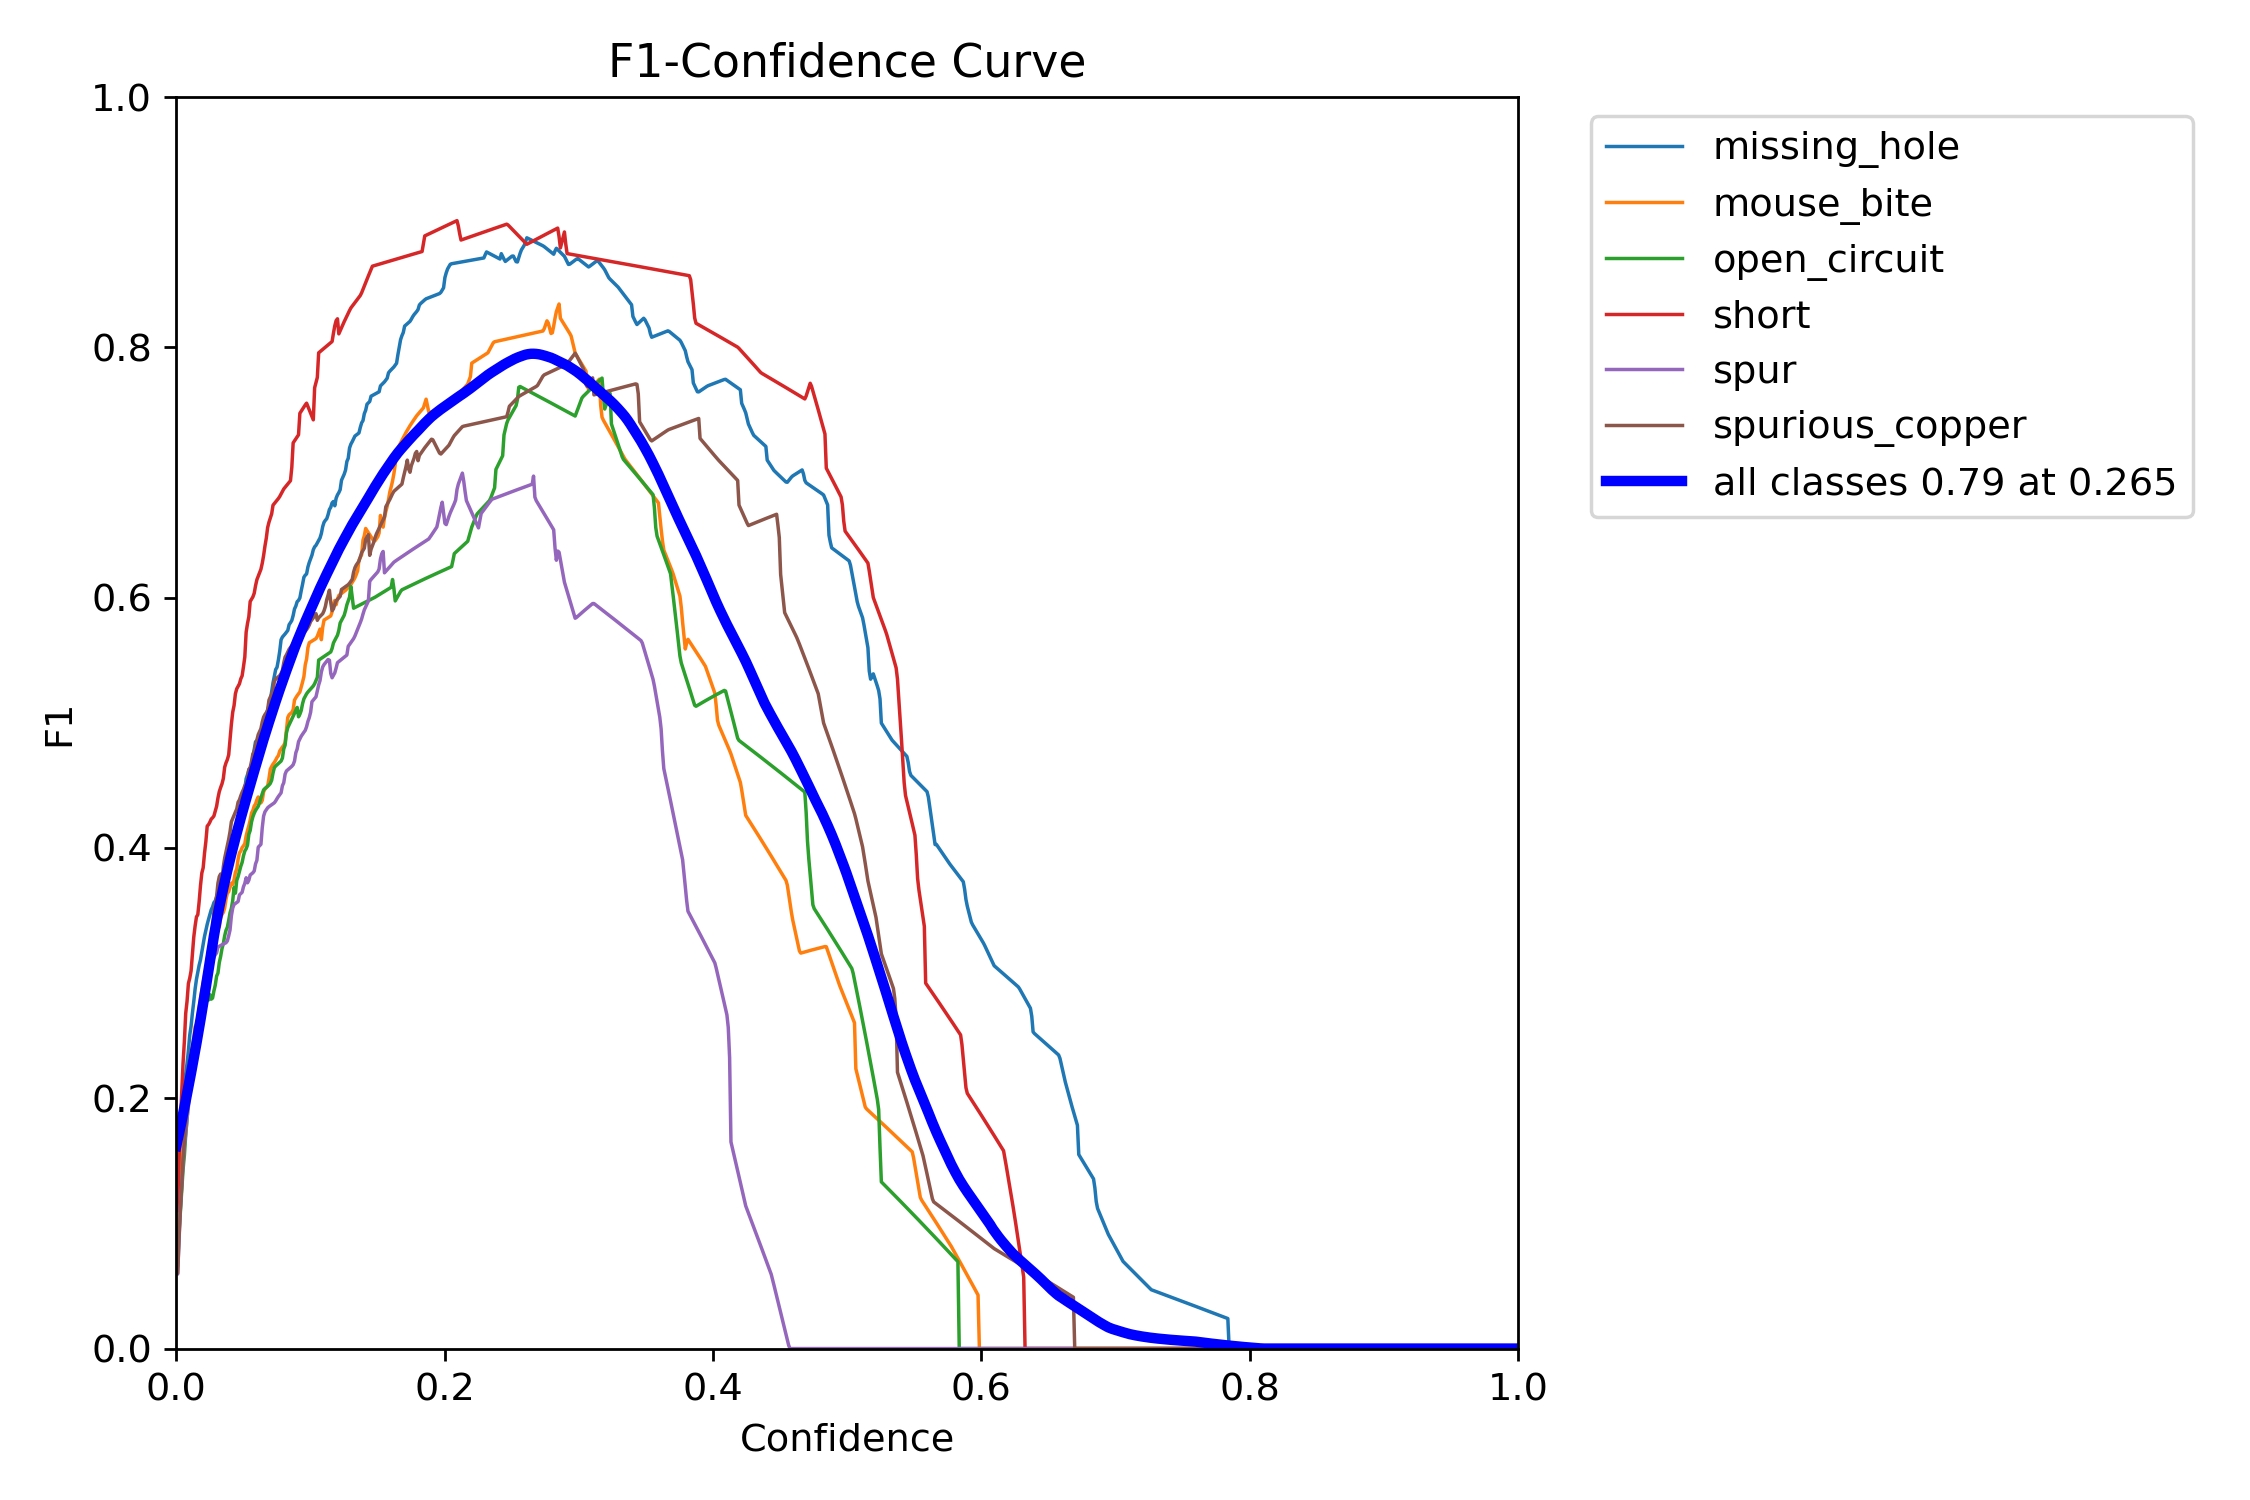 F1-Confidence Curve
1.0
0.8
0.6
0.4
0.2
0.0
F1
0.0 0.2 0.4 0.6 0.8 1.0
Confidence
missing_hole
mouse_bite
open_circuit
short
spur
spurious_copper
all classes 0.79 at 0.265